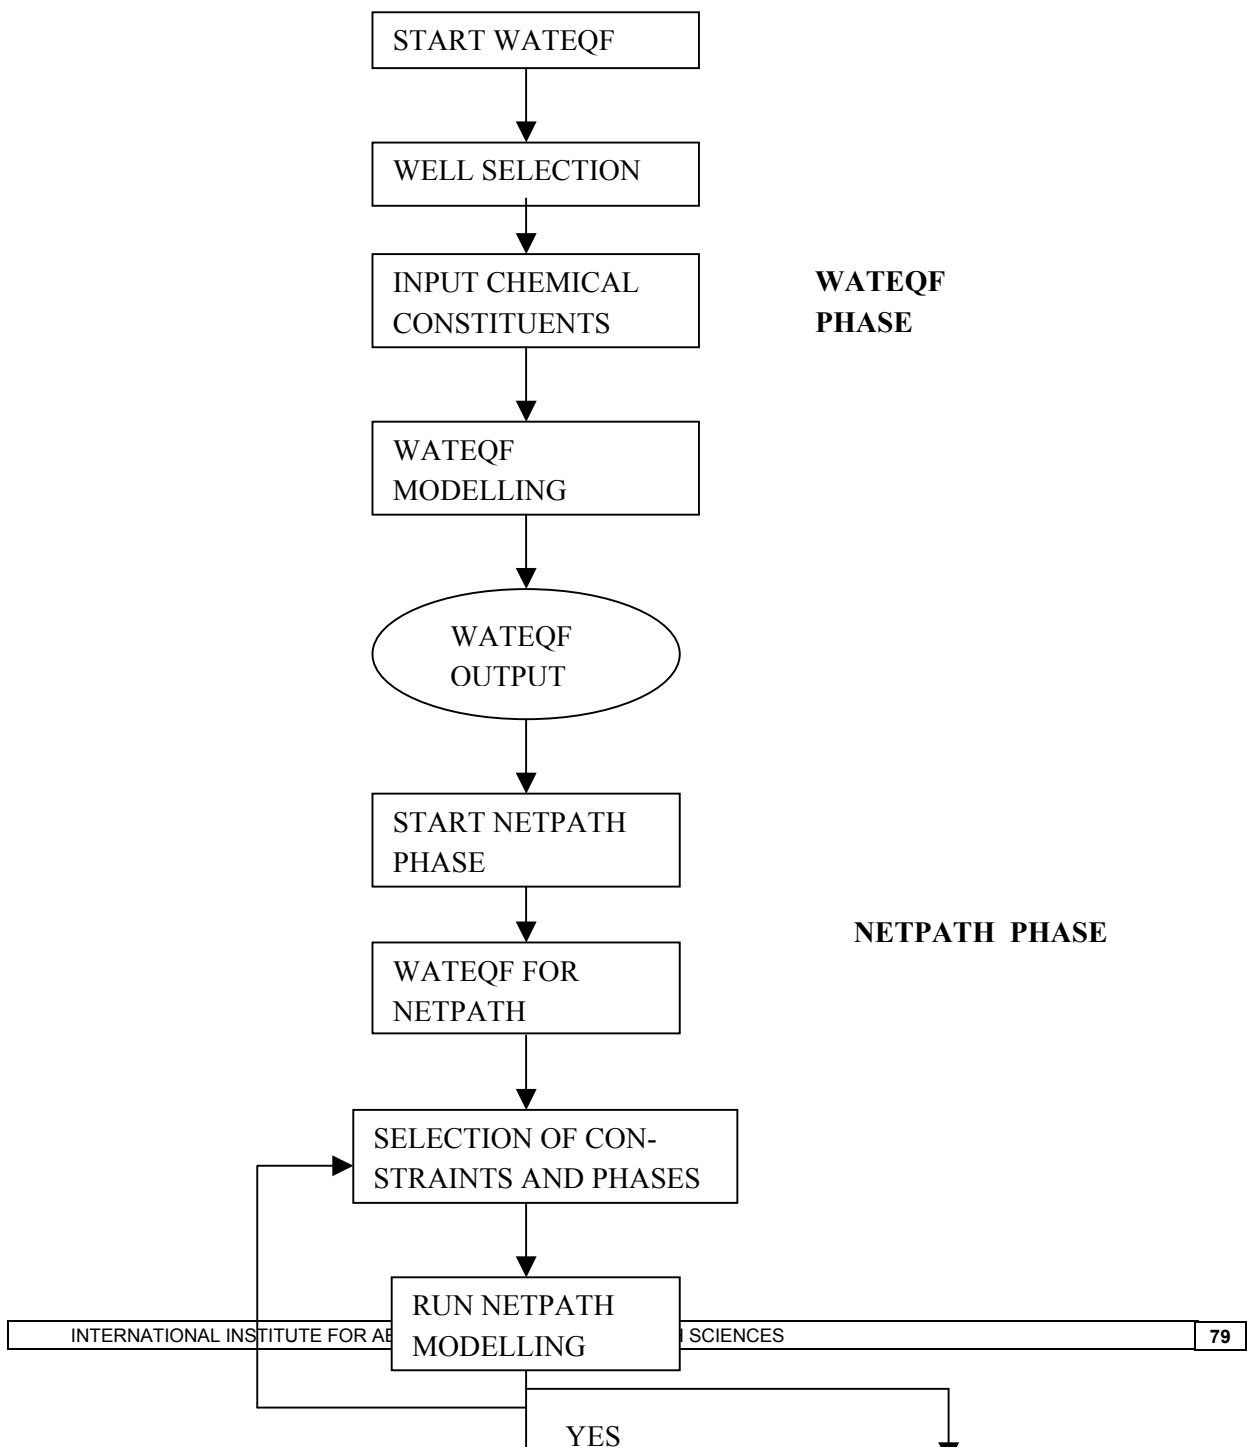 START WATEQF
WELL SELECTION
INPUT CHEMICAL
CONSTITUENTS
WATEQF
PHASE
WATEQF
MODELLING
WATEQF
OUTPUT
START NETPATH
PHASE
NETPATH PHASE
WATEQF FOR
NETPATH
SELECTION OF CON-
STRAINTS AND PHASES
RUN NETPATH
MODELLING
INTERNATIONAL INSTITUTE FOR AE SCIENCES 79
YES